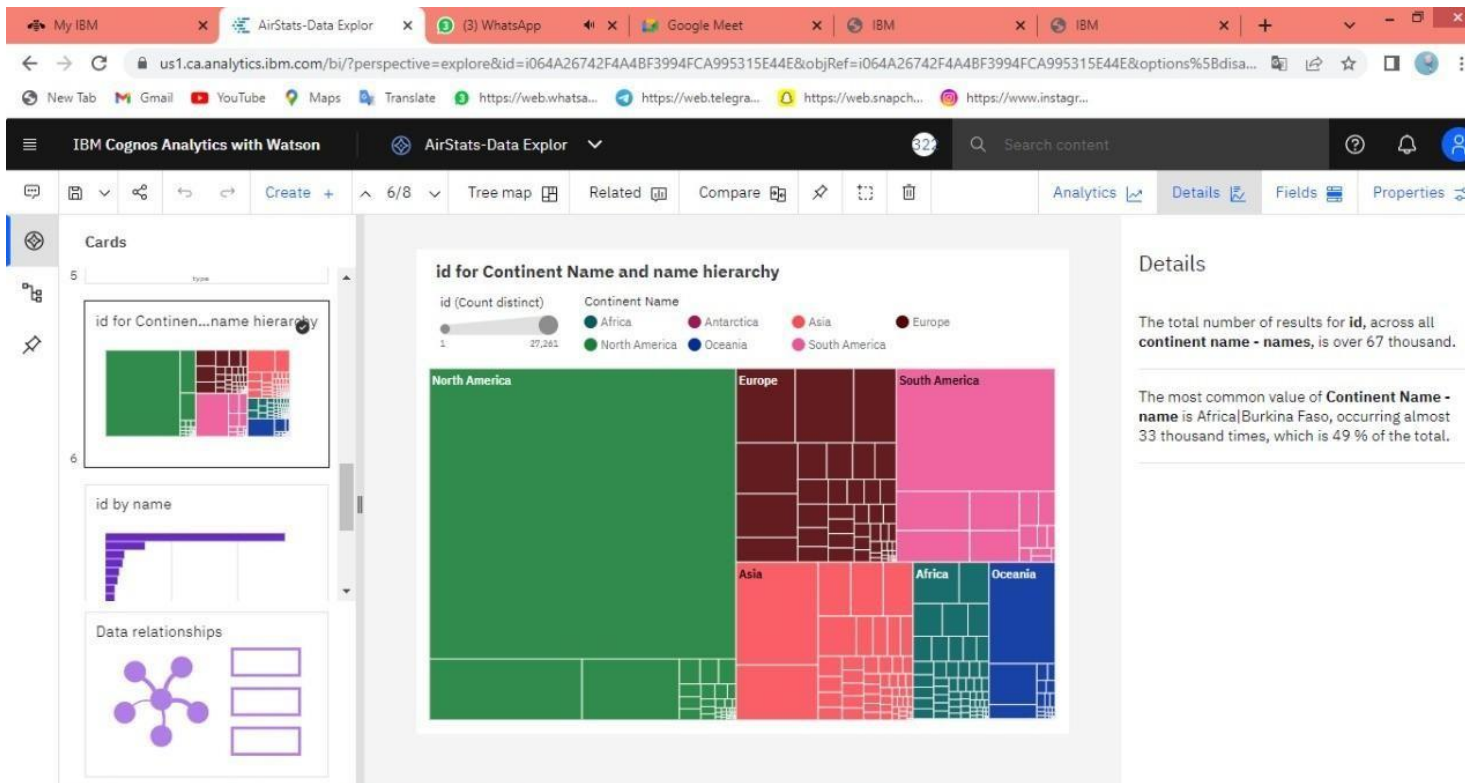 My IBM
AirStats-Data Explor
(3) WhatsApp
Google Meet
IBM
IBM
us1.ca.analytics.ibm.com/bi/?perspective=explore&id=i064A26742F4A4BF3994FCA995315E44E&objRef=i064A26742F4A4BF3994FCA995315E44E&options%5Bdisa...
New Tab
Gmail
YouTube
Maps
Translate
https://web.whatsa...
https://web.telegra...
https://web.snapch...
https://www.instagr...
IBM Cognos Analytics with Watson
AirStats-Data Explor
Search content
Create +
6/8
Tree map
Related
Compare
Analytics
Details
Fields
Properties
Cards
5
type
id for Continen...name hierarchy
6
id by name
Data relationships
id for Continent Name and name hierarchy
id (Count distinct)
1
27,261
Continent Name
Africa
Antarctica
Asia
Europe
North America
Oceania
South America
North America
Europe
South America
Asia
Africa
Oceania
Details
The total number of results for id, across all
continent name - names, is over 67 thousand.
The most common value of Continent Name -
name is Africa|Burkina Faso, occurring almost
33 thousand times, which is 49 % of the total.